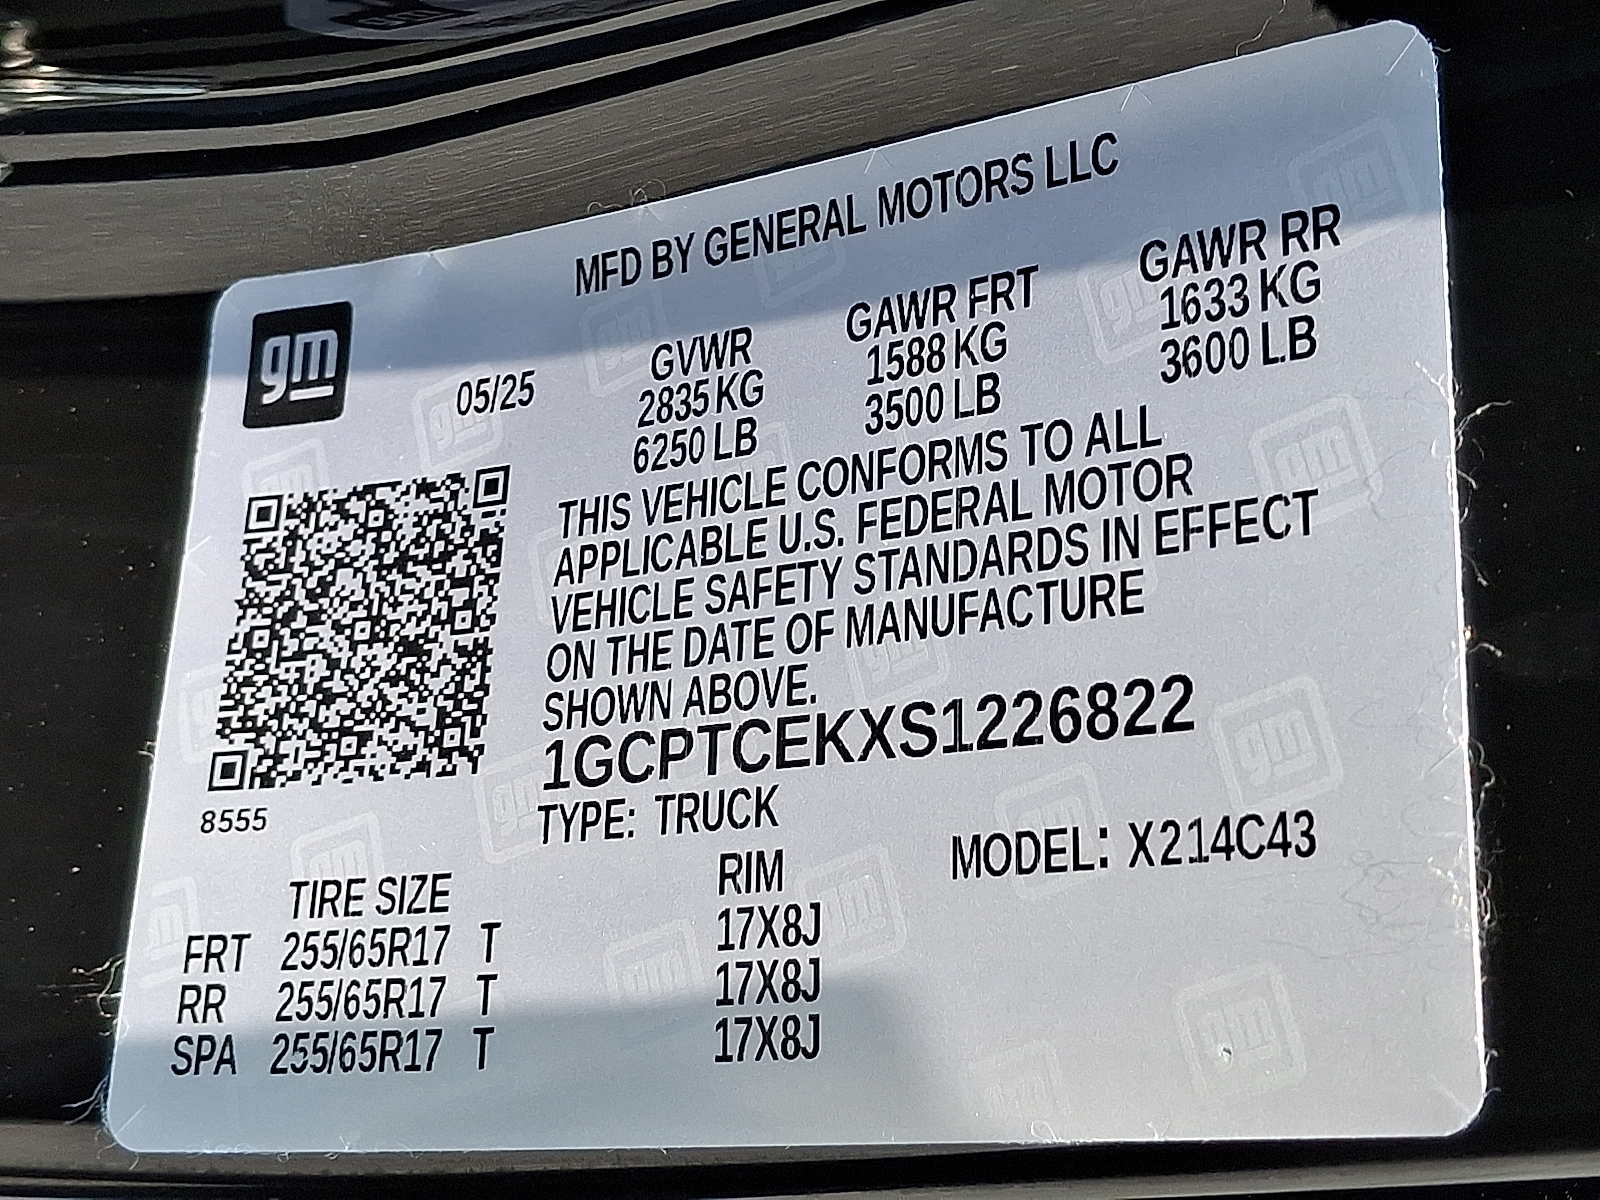 MFD BY GENERAL MOTORS LLC
gm
05/25
GVWR GAWR FRT GAWR RR
2835 KG 1588 KG 1633 KG
6250 LB 3500 LB 3600 LB
THIS VEHICLE CONFORMS TO ALL
APPLICABLE U.S. FEDERAL MOTOR
VEHICLE SAFETY STANDARDS IN EFFECT
ON THE DATE OF MANUFACTURE
SHOWN ABOVE.
1GCPTCEKXS1226822
8555
TYPE: TRUCK
MODEL: X214C43
TIRE SIZE RIM
FRT 255/65R17 T 17X8J
RR 255/65R17 T 17X8J
SPA 255/65R17 T 17X8J